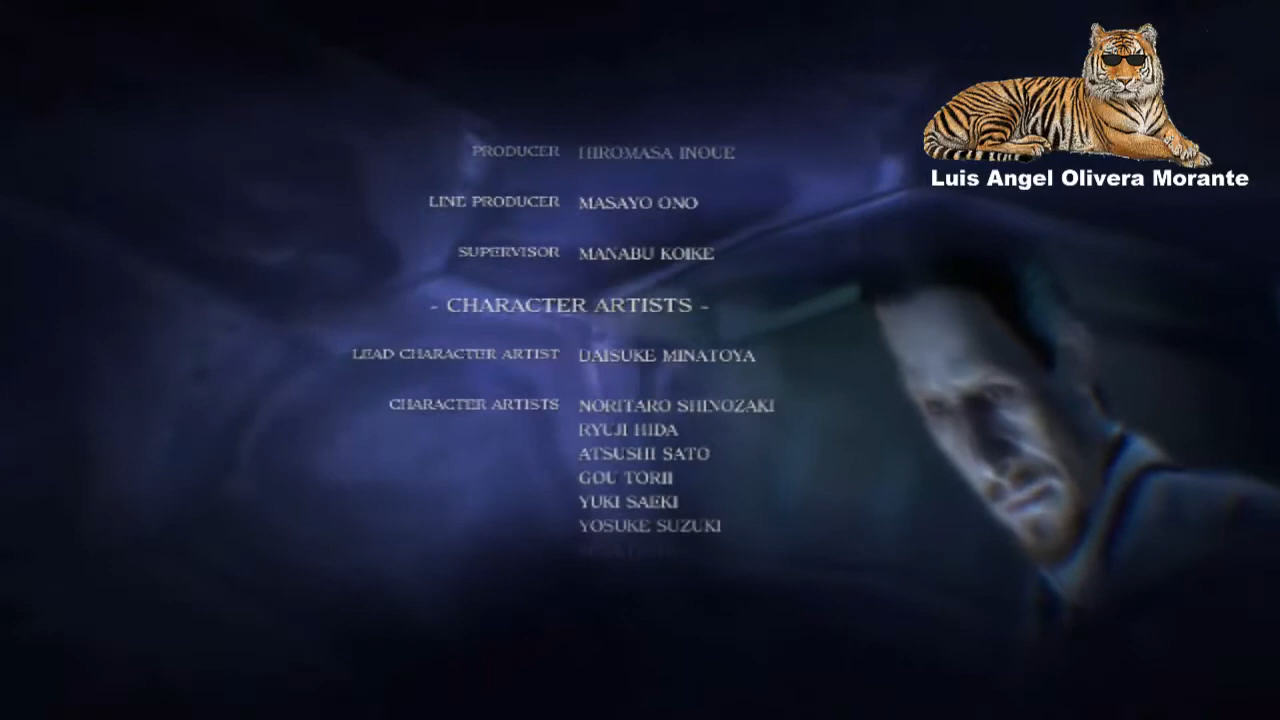 Luis Angel Olivera Morante
PRODUCER HIROMASA INOUE
LINE PRODUCER MASAYO ONO
SUPERVISOR MANABU KOIKE
- CHARACTER ARTISTS -
LEAD CHARACTER ARTIST DAISUKE MINATOYA
CHARACTER ARTISTS NORITARO SHINOZAKI
RYUJI HIDA
ATSUSHI SATO
GOU TORII
YUKI SAEKI
YOSUKE SUZUKI